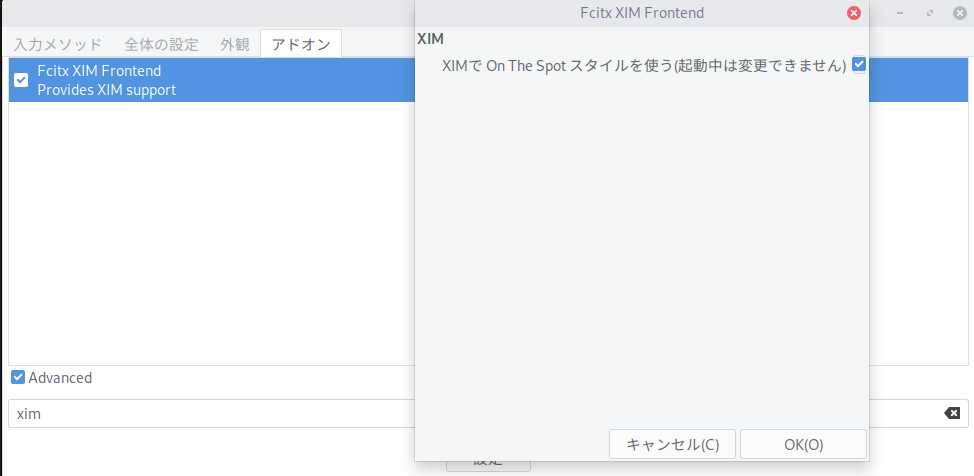 Fcitx XIM Frontend
入力メソッド 全体の設定 外観 アドオン
XIM
Fcitx XIM Frontend
Provides XIM support
XIMで On The Spot スタイルを使う(起動中は変更できません)
Advanced
xim
キャンセル(C) OK(O)
設定